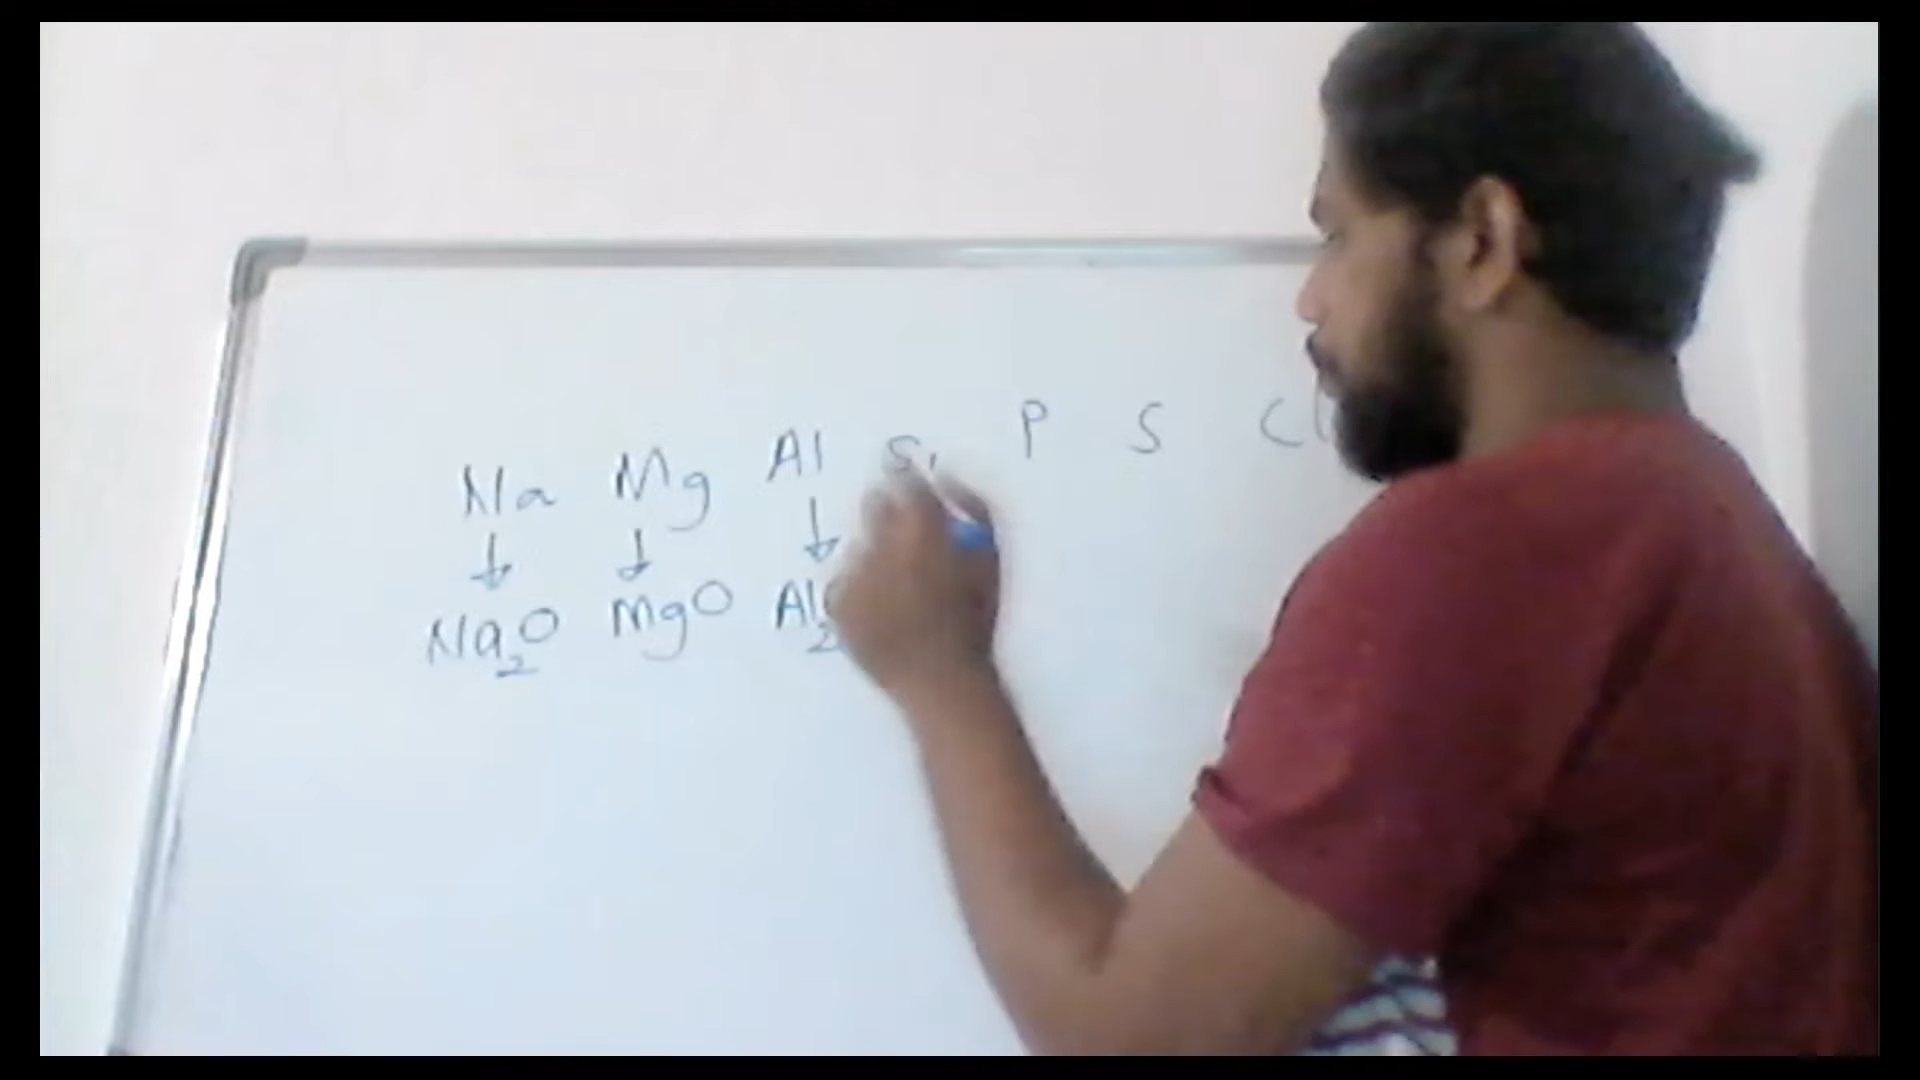 Na Mg Al Si P S Cl
↓ ↓ ↓
Na₂O MgO Al₂